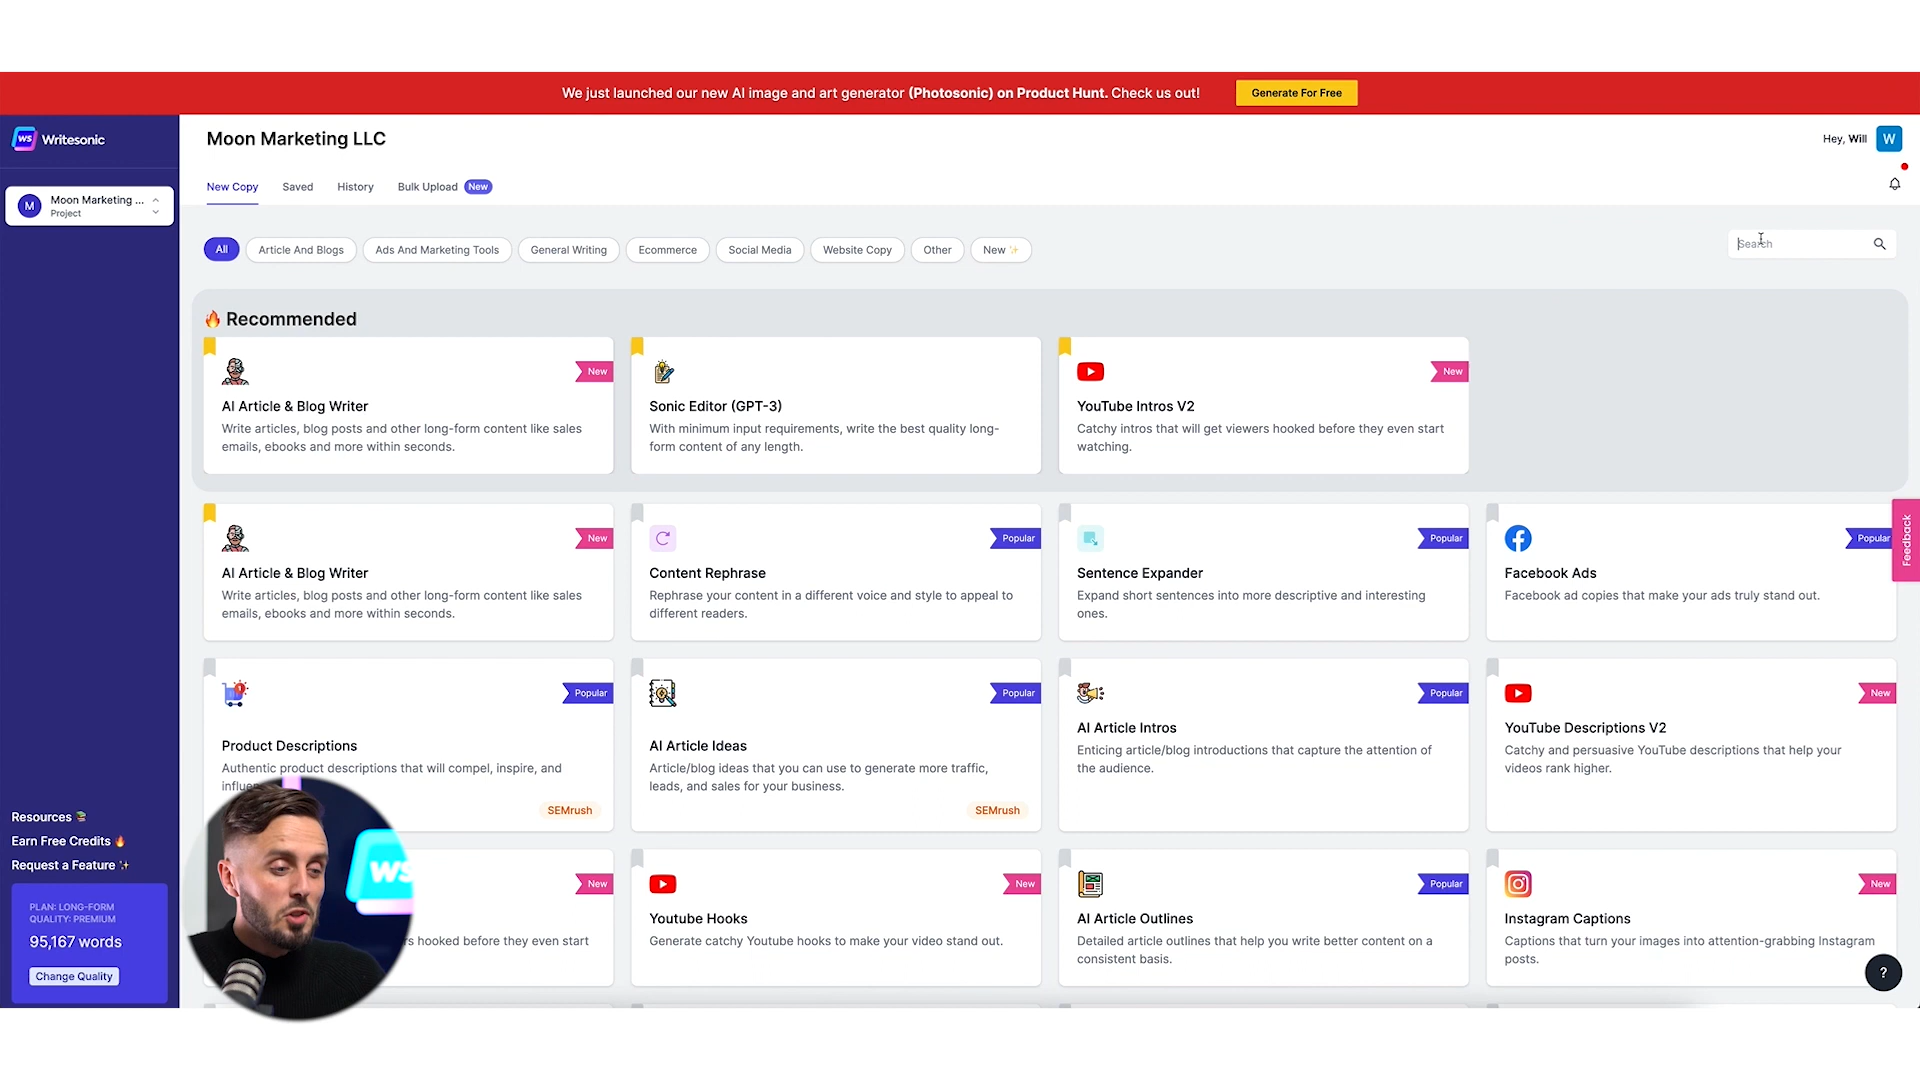 We just launched our new AI image and art generator (Photosonic) on Product Hunt. Check us out!
Generate For Free
WS Writesonic
Moon Marketing LLC
Hey, Will
W
M
Moon Marketing ...
Project
New Copy
Saved
History
Bulk Upload
New
All
Article And Blogs
Ads And Marketing Tools
General Writing
Ecommerce
Social Media
Website Copy
Other
New
Search
Recommended
New
AI Article & Blog Writer
Write articles, blog posts and other long-form content like sales
emails, ebooks and more within seconds.
Sonic Editor (GPT-3)
With minimum input requirements, write the best quality long-
form content of any length.
New
YouTube Intros V2
Catchy intros that will get viewers hooked before they even start
watching.
New
AI Article & Blog Writer
Write articles, blog posts and other long-form content like sales
emails, ebooks and more within seconds.
Popular
Content Rephrase
Rephrase your content in a different voice and style to appeal to
different readers.
Popular
Sentence Expander
Expand short sentences into more descriptive and interesting
ones.
Popular
Facebook Ads
Facebook ad copies that make your ads truly stand out.
Feedback
Popular
Product Descriptions
Authentic product descriptions that will compel, inspire, and
SEMrush
Popular
AI Article Ideas
Article/blog ideas that you can use to generate more traffic,
leads, and sales for your business.
SEMrush
Popular
AI Article Intros
Enticing article/blog introductions that capture the attention of
the audience.
New
YouTube Descriptions V2
Catchy and persuasive YouTube descriptions that help your
videos rank higher.
New
hooked before they even start
WS
New
Youtube Hooks
Generate catchy Youtube hooks to make your video stand out.
Popular
AI Article Outlines
Detailed article outlines that help you write better content on a
consistent basis.
New
Instagram Captions
Captions that turn your images into attention-grabbing Instagram
posts.
?
Resources
Earn Free Credits
Request a Feature
PLAN: LONG-FORM
QUALITY: PREMIUM
95,167 words
Change Quality